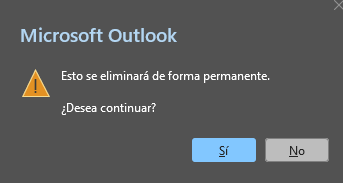 Microsoft Outlook
Esto se eliminará de forma permanente.
¿Desea continuar?
Sí
No